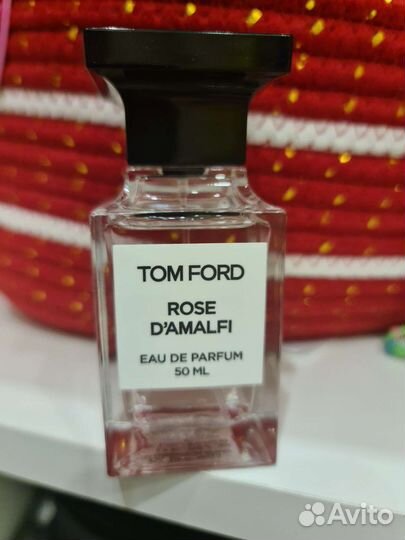 TOM FORD
ROSE
D'AMALFI
EAU DE PARFUM
50 ML
Avito